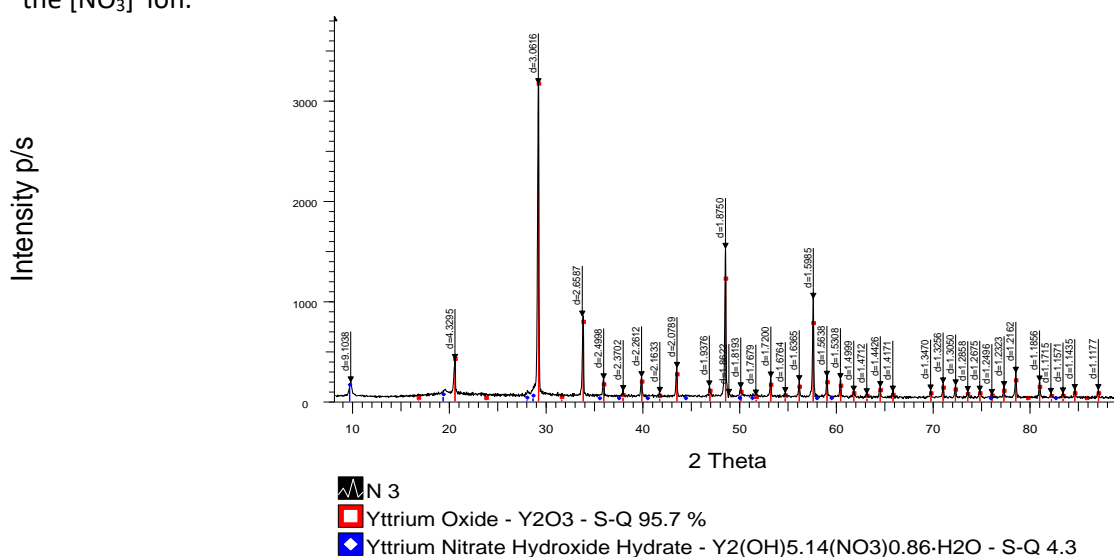 the [NO₃]⁻ ion.
Intensity p/s
3000
2000
1000
0
d=9.1038
d=4.3295
d=3.0616
d=2.6587
d=2.4998
d=2.3702
d=2.2612
d=2.1633
d=2.0789
d=1.9376
d=1.8750
d=1.8622
d=1.8193
d=1.7679
d=1.7200
d=1.6764
d=1.6365
d=1.5985
d=1.5638
d=1.5308
d=1.4999
d=1.4712
d=1.4426
d=1.4171
d=1.3470
d=1.3256
d=1.3050
d=1.2858
d=1.2675
d=1.2496
d=1.2323
d=1.2162
d=1.1856
d=1.1715
d=1.1571
d=1.1435
d=1.1177
10 20 30 40 50 60 70 80
2 Theta
N 3
Yttrium Oxide - Y2O3 - S-Q 95.7 %
Yttrium Nitrate Hydroxide Hydrate - Y2(OH)5.14(NO3)0.86·H2O - S-Q 4.3